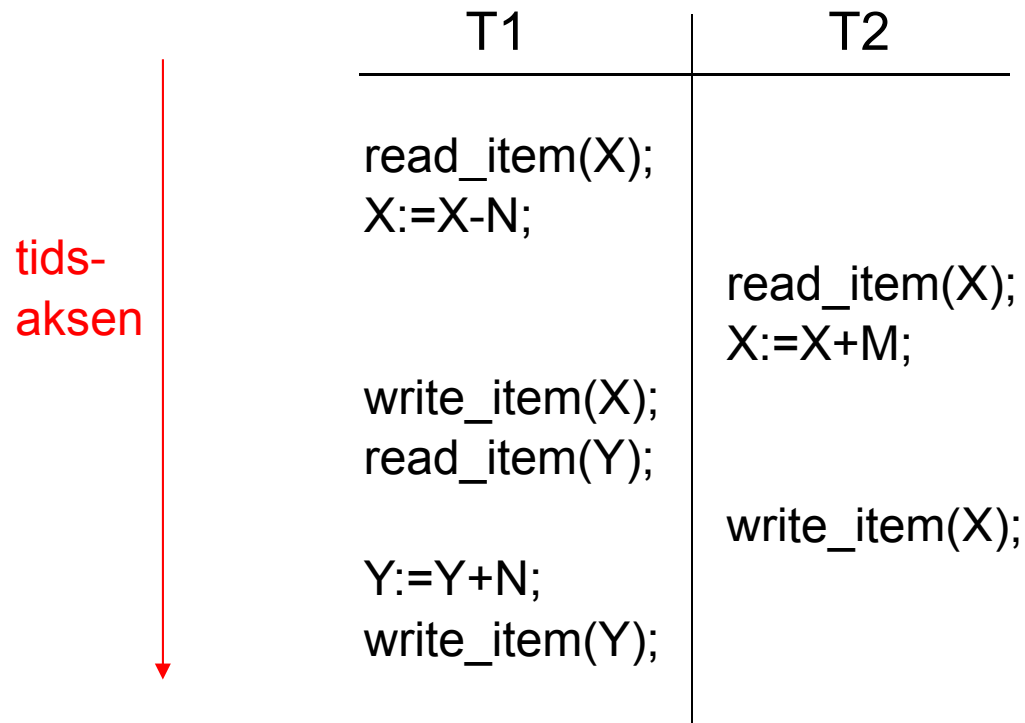 T1 T2
read_item(X);
X:=X-N;
tids-
aksen
read_item(X);
X:=X+M;
write_item(X);
read_item(Y);
write_item(X);
Y:=Y+N;
write_item(Y);